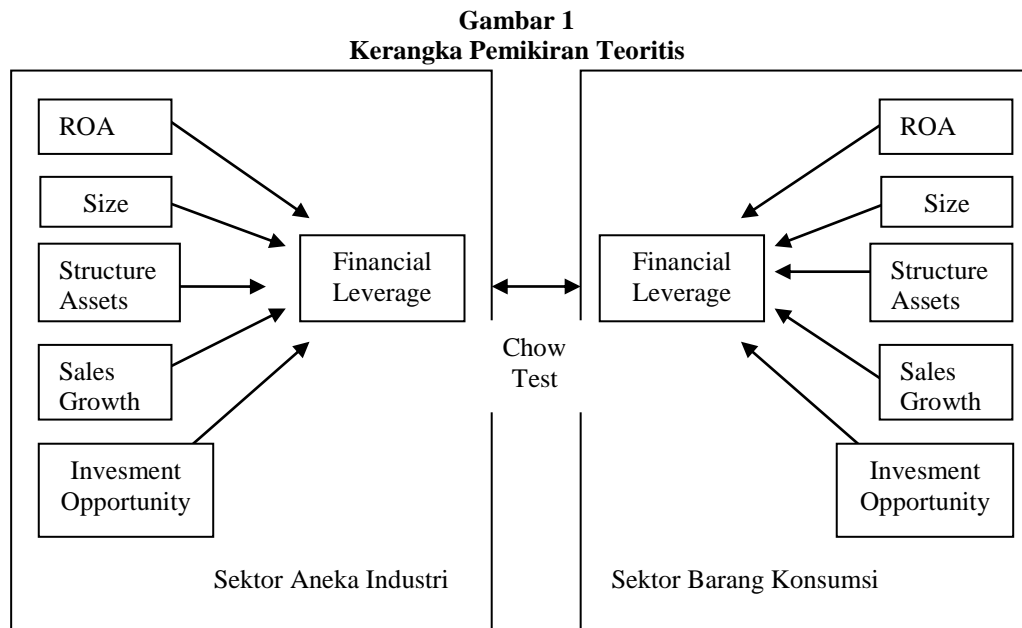 Gambar 1
Kerangka Pemikiran Teoritis
ROA
Size
Structure
Assets
Sales
Growth
Invesment
Opportunity
Financial
Leverage
Sektor Aneka Industri
Chow
Test
Financial
Leverage
ROA
Size
Structure
Assets
Sales
Growth
Invesment
Opportunity
Sektor Barang Konsumsi